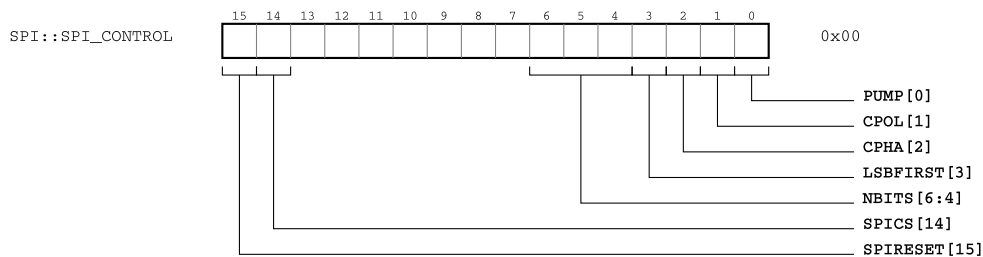 15 14 13 12 11 10 9 8 7 6 5 4 3 2 1 0
SPI::SPI_CONTROL 0x00
PUMP[0]
CPOL[1]
CPHA[2]
LSBFIRST[3]
NBITS[6:4]
SPICS[14]
SPIRESET[15]